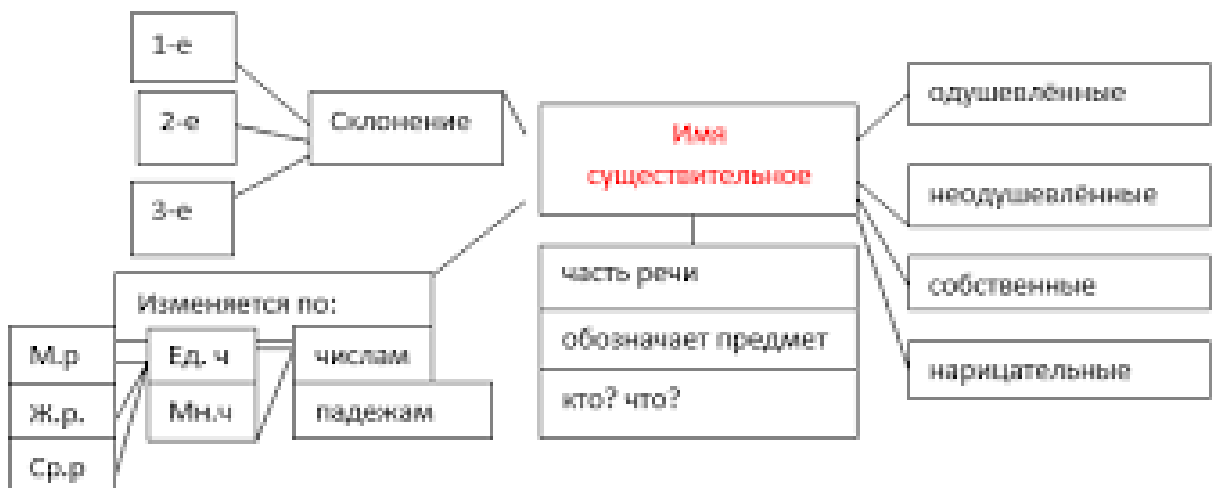 1-е
2-е
3-е
Склонение
Имя
существительное
одушевлённые
неодушевлённые
собственные
нарицательные
часть речи
обозначает предмет
кто? что?
Изменяется по:
М.р
Ж.р.
Ср.р
Ед. ч
Мн.ч
числам
падежам